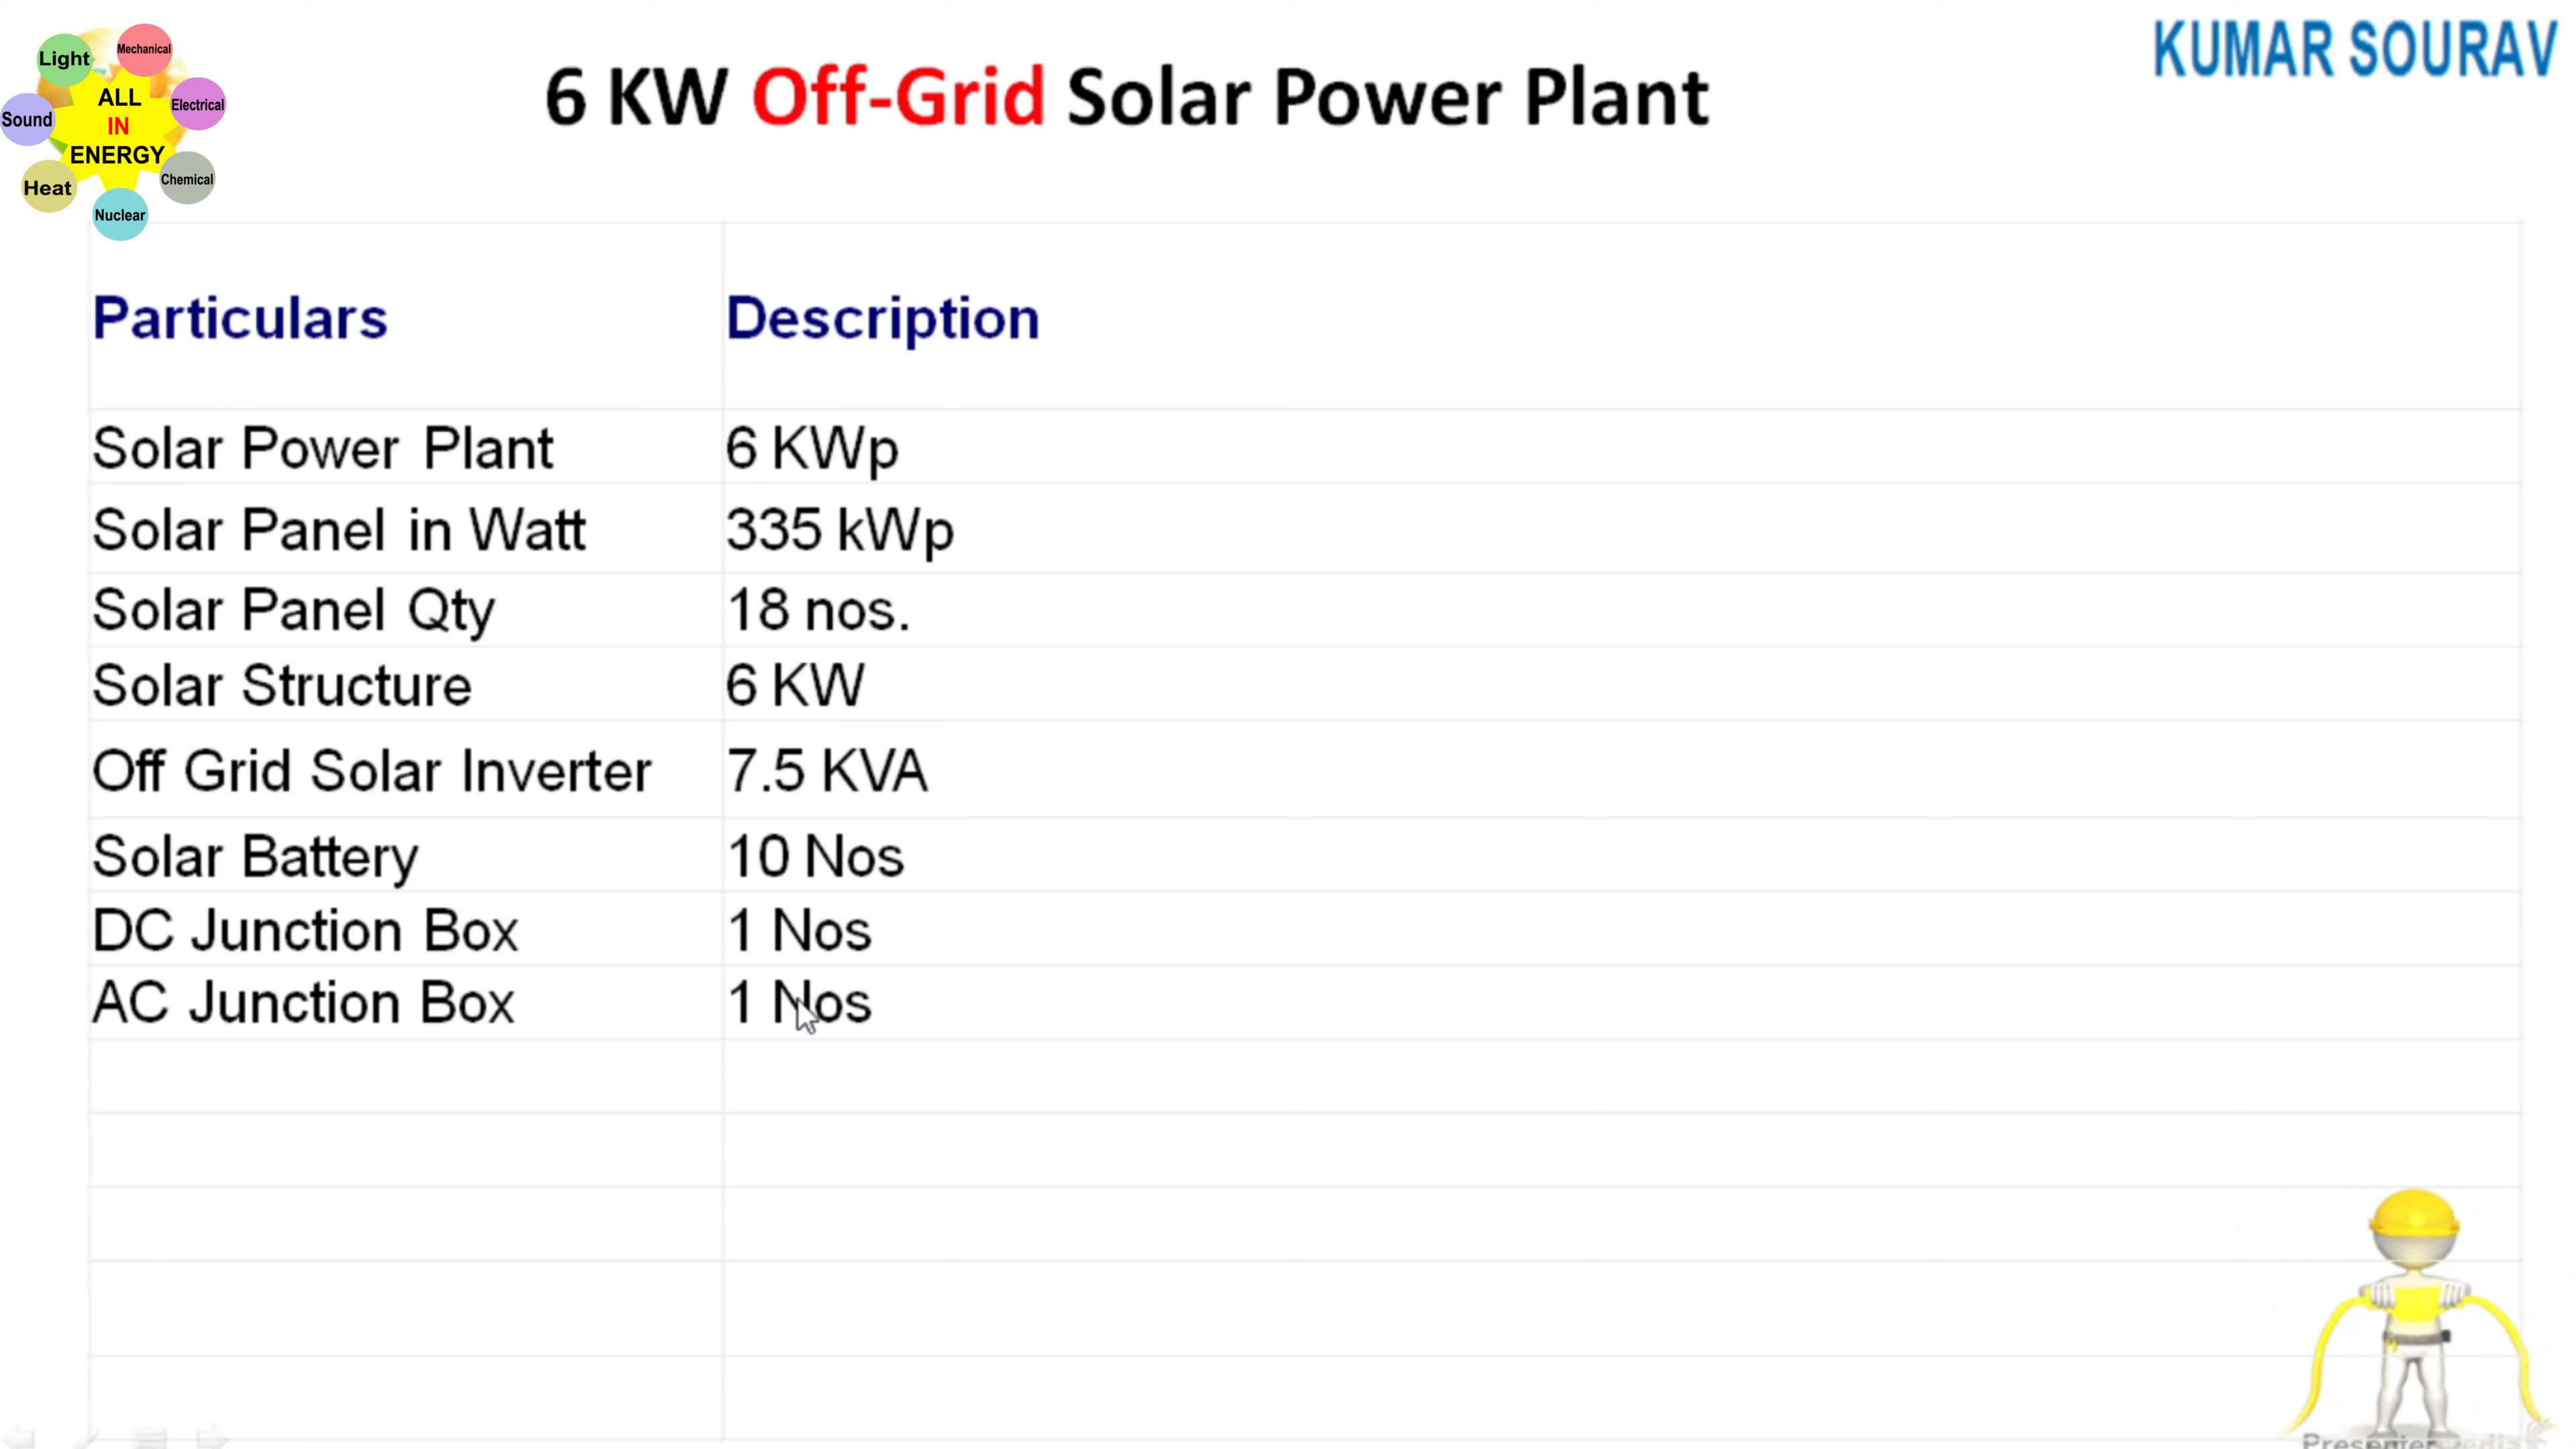 Light
Mechanical
ALL
IN
ENERGY
Electrical
Sound
Heat
Chemical
Nuclear
6 KW Off-Grid Solar Power Plant
KUMAR SOURAV
Particulars Description
Solar Power Plant 6 KWp
Solar Panel in Watt 335 kWp
Solar Panel Qty 18 nos.
Solar Structure 6 KW
Off Grid Solar Inverter 7.5 KVA
Solar Battery 10 Nos
DC Junction Box 1 Nos
AC Junction Box 1 Nos